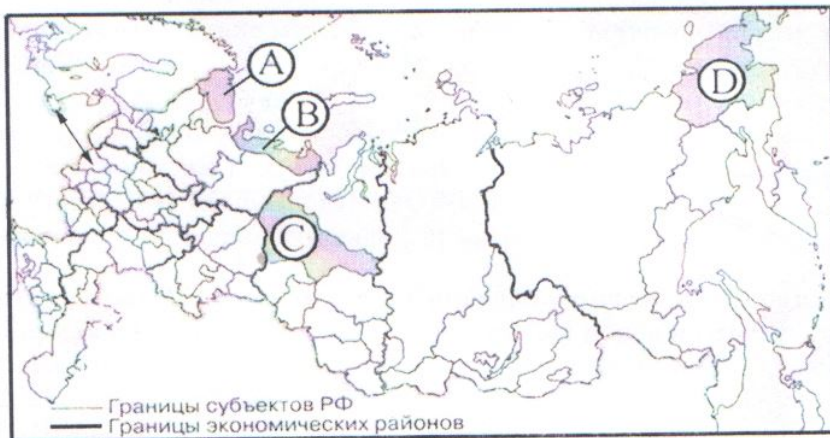 A
B
C
D
Границы субъектов РФ
Границы экономических районов